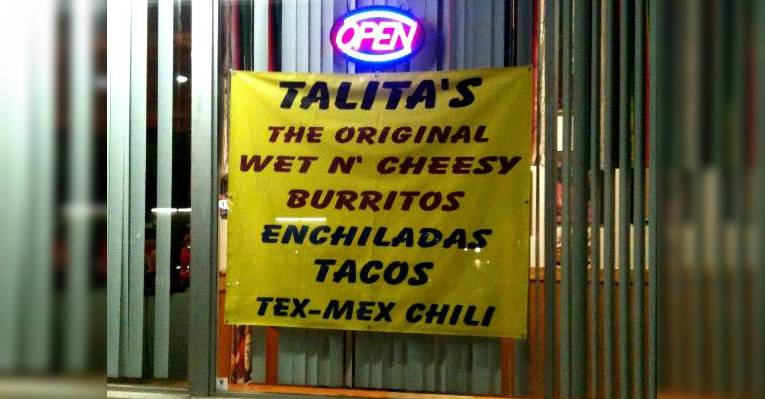 OPEN
TALITA'S
THE ORIGINAL
WET N' CHEESY
BURRITOS
ENCHILADAS
TACOS
TEX-MEX CHILI